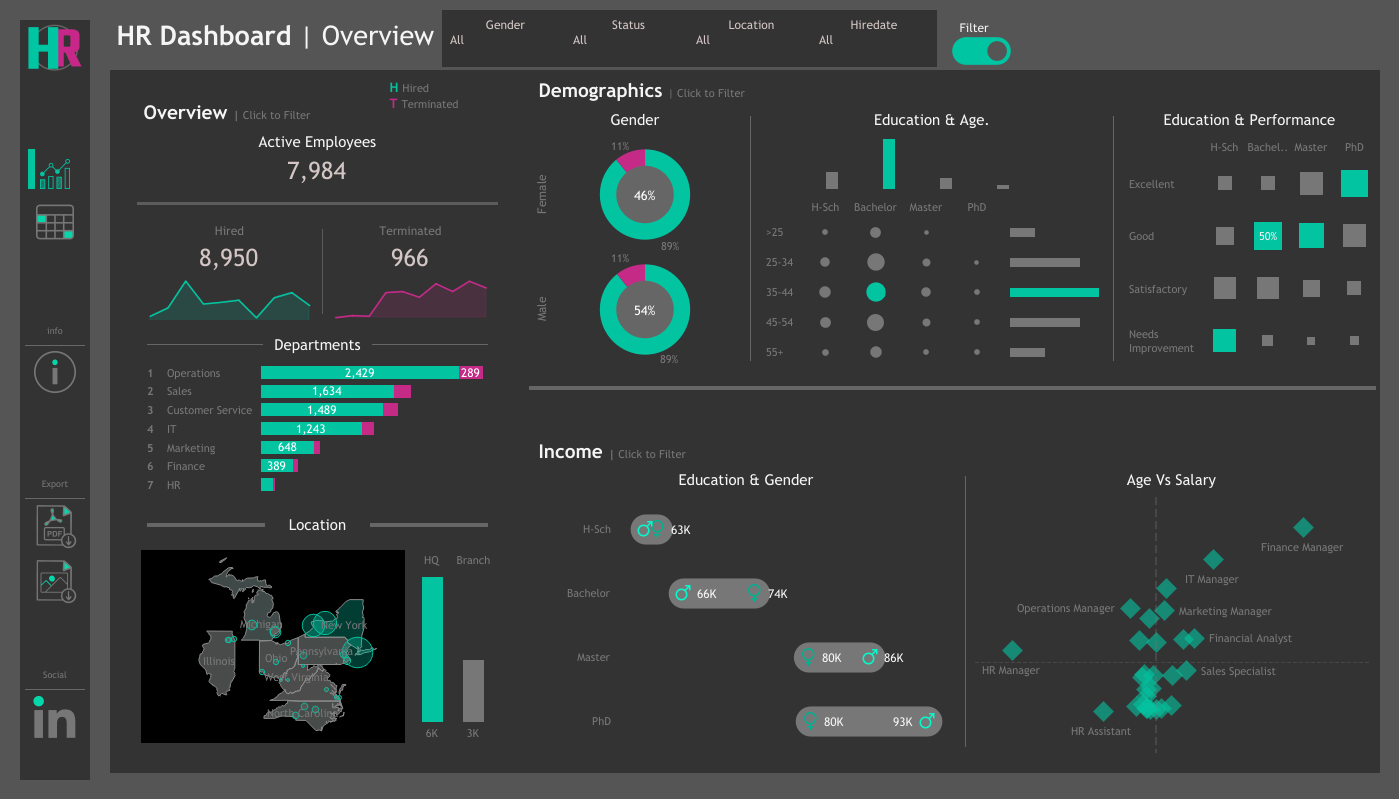 HR
HR Dashboard | Overview
Gender Status Location Hiredate
All All All All
Filter
H Hired
T Terminated
Overview | Click to Filter
Active Employees
7,984
Hired Terminated
8,950 966
Departments
1 Operations 2,429 289
2 Sales 1,634
3 Customer Service 1,489
4 IT 1,243
5 Marketing 648
6 Finance 389
7 HR
Location
HQ Branch
Michigan
New York
Illinois
Ohio
Pennsylvania
West Virginia
North Carolina
6K 3K
Info
i
Export
PDF
Social
in
Demographics | Click to Filter
Gender
Female
11%
46%
89%
Male
11%
54%
89%
Education & Age.
H-Sch Bachelor Master PhD
>25
25-34
35-44
45-54
55+
Education & Performance
H-Sch Bachel.. Master PhD
Excellent
Good 50%
Satisfactory
Needs
Improvement
Income | Click to Filter
Education & Gender
H-Sch 63K
Bachelor 66K 74K
Master 80K 86K
PhD 80K 93K
Age Vs Salary
Finance Manager
IT Manager
Operations Manager
Marketing Manager
Financial Analyst
HR Manager
Sales Specialist
HR Assistant